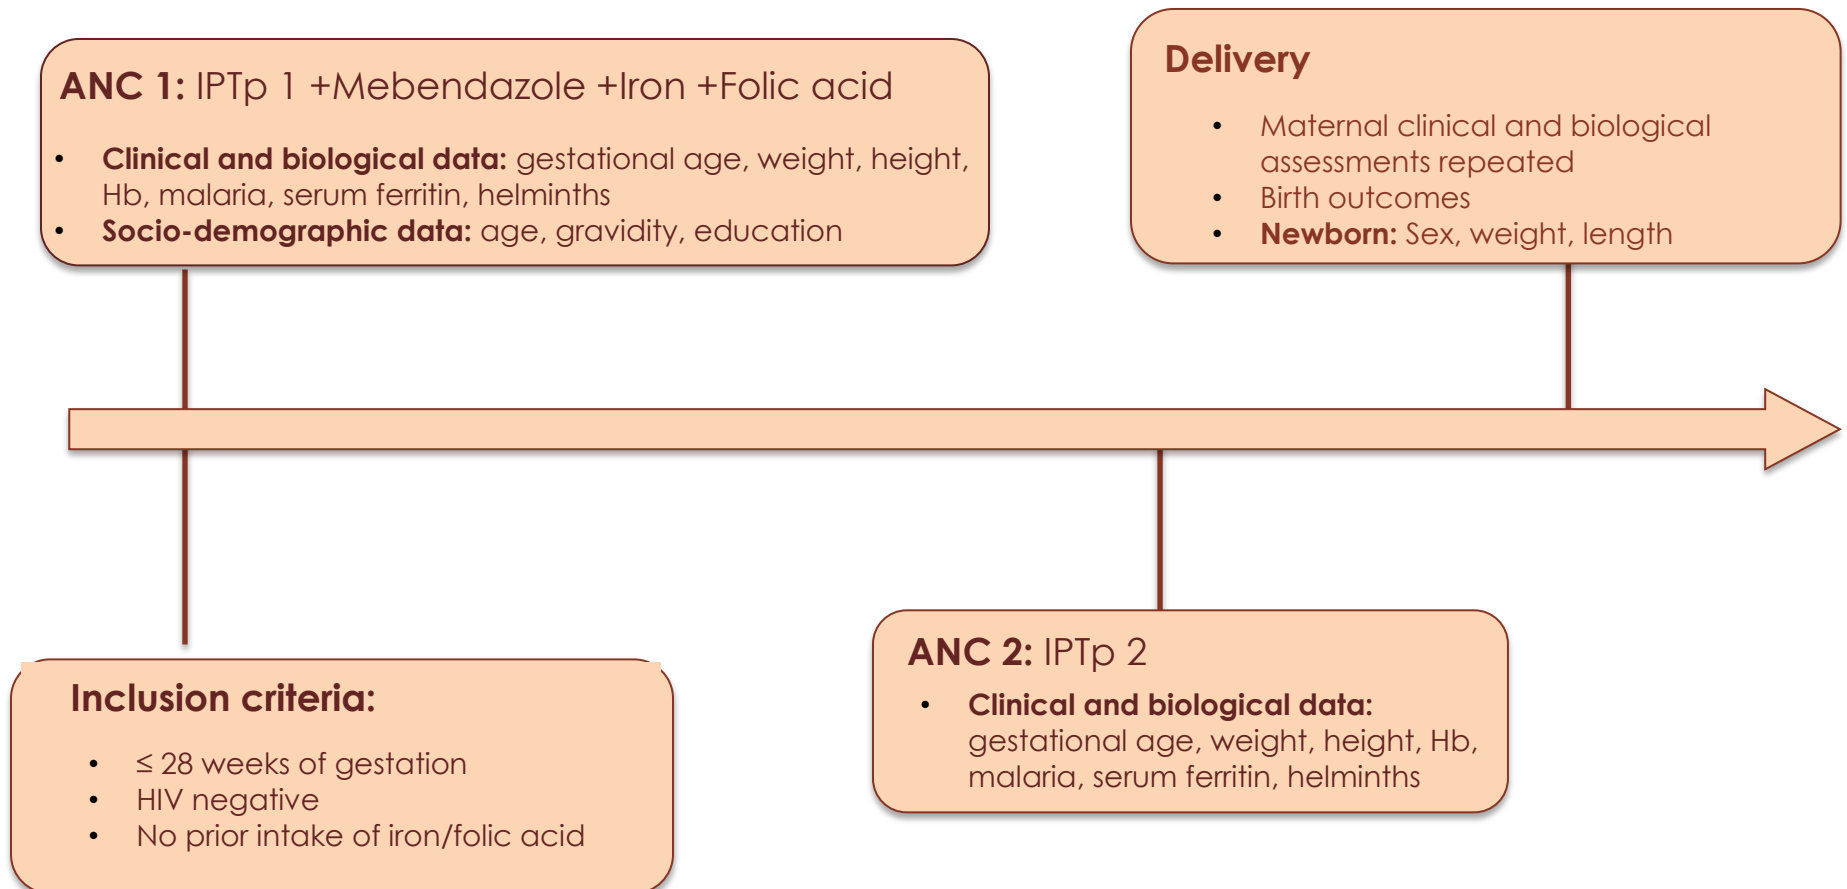 ANC 1: IPTp 1 +Mebendazole +Iron +Folic acid
• Clinical and biological data: gestational age, weight, height,
Hb, malaria, serum ferritin, helminths
• Socio-demographic data: age, gravidity, education
Delivery
• Maternal clinical and biological
assessments repeated
• Birth outcomes
• Newborn: Sex, weight, length
Inclusion criteria:
• ≤ 28 weeks of gestation
• HIV negative
• No prior intake of iron/folic acid
ANC 2: IPTp 2
• Clinical and biological data:
gestational age, weight, height, Hb,
malaria, serum ferritin, helminths